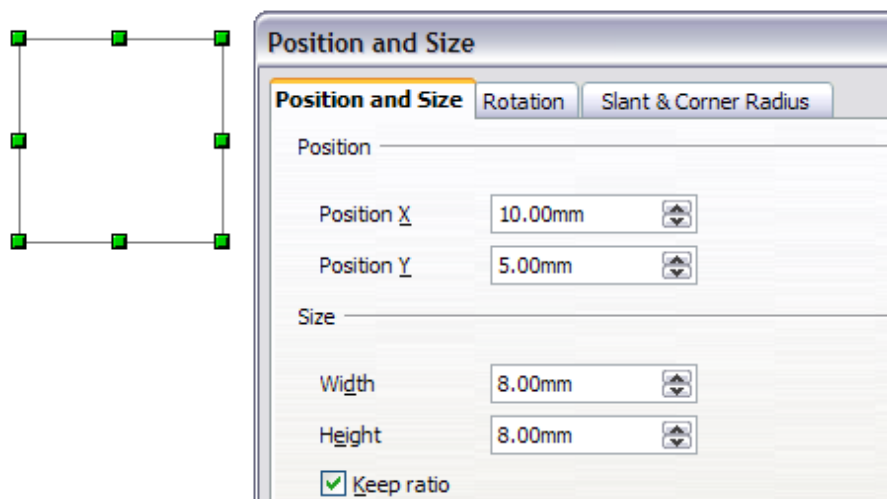 Position and Size
Position and Size Rotation Slant & Corner Radius
Position
Position X 10.00mm
Position Y 5.00mm
Size
Width 8.00mm
Height 8.00mm
Keep ratio